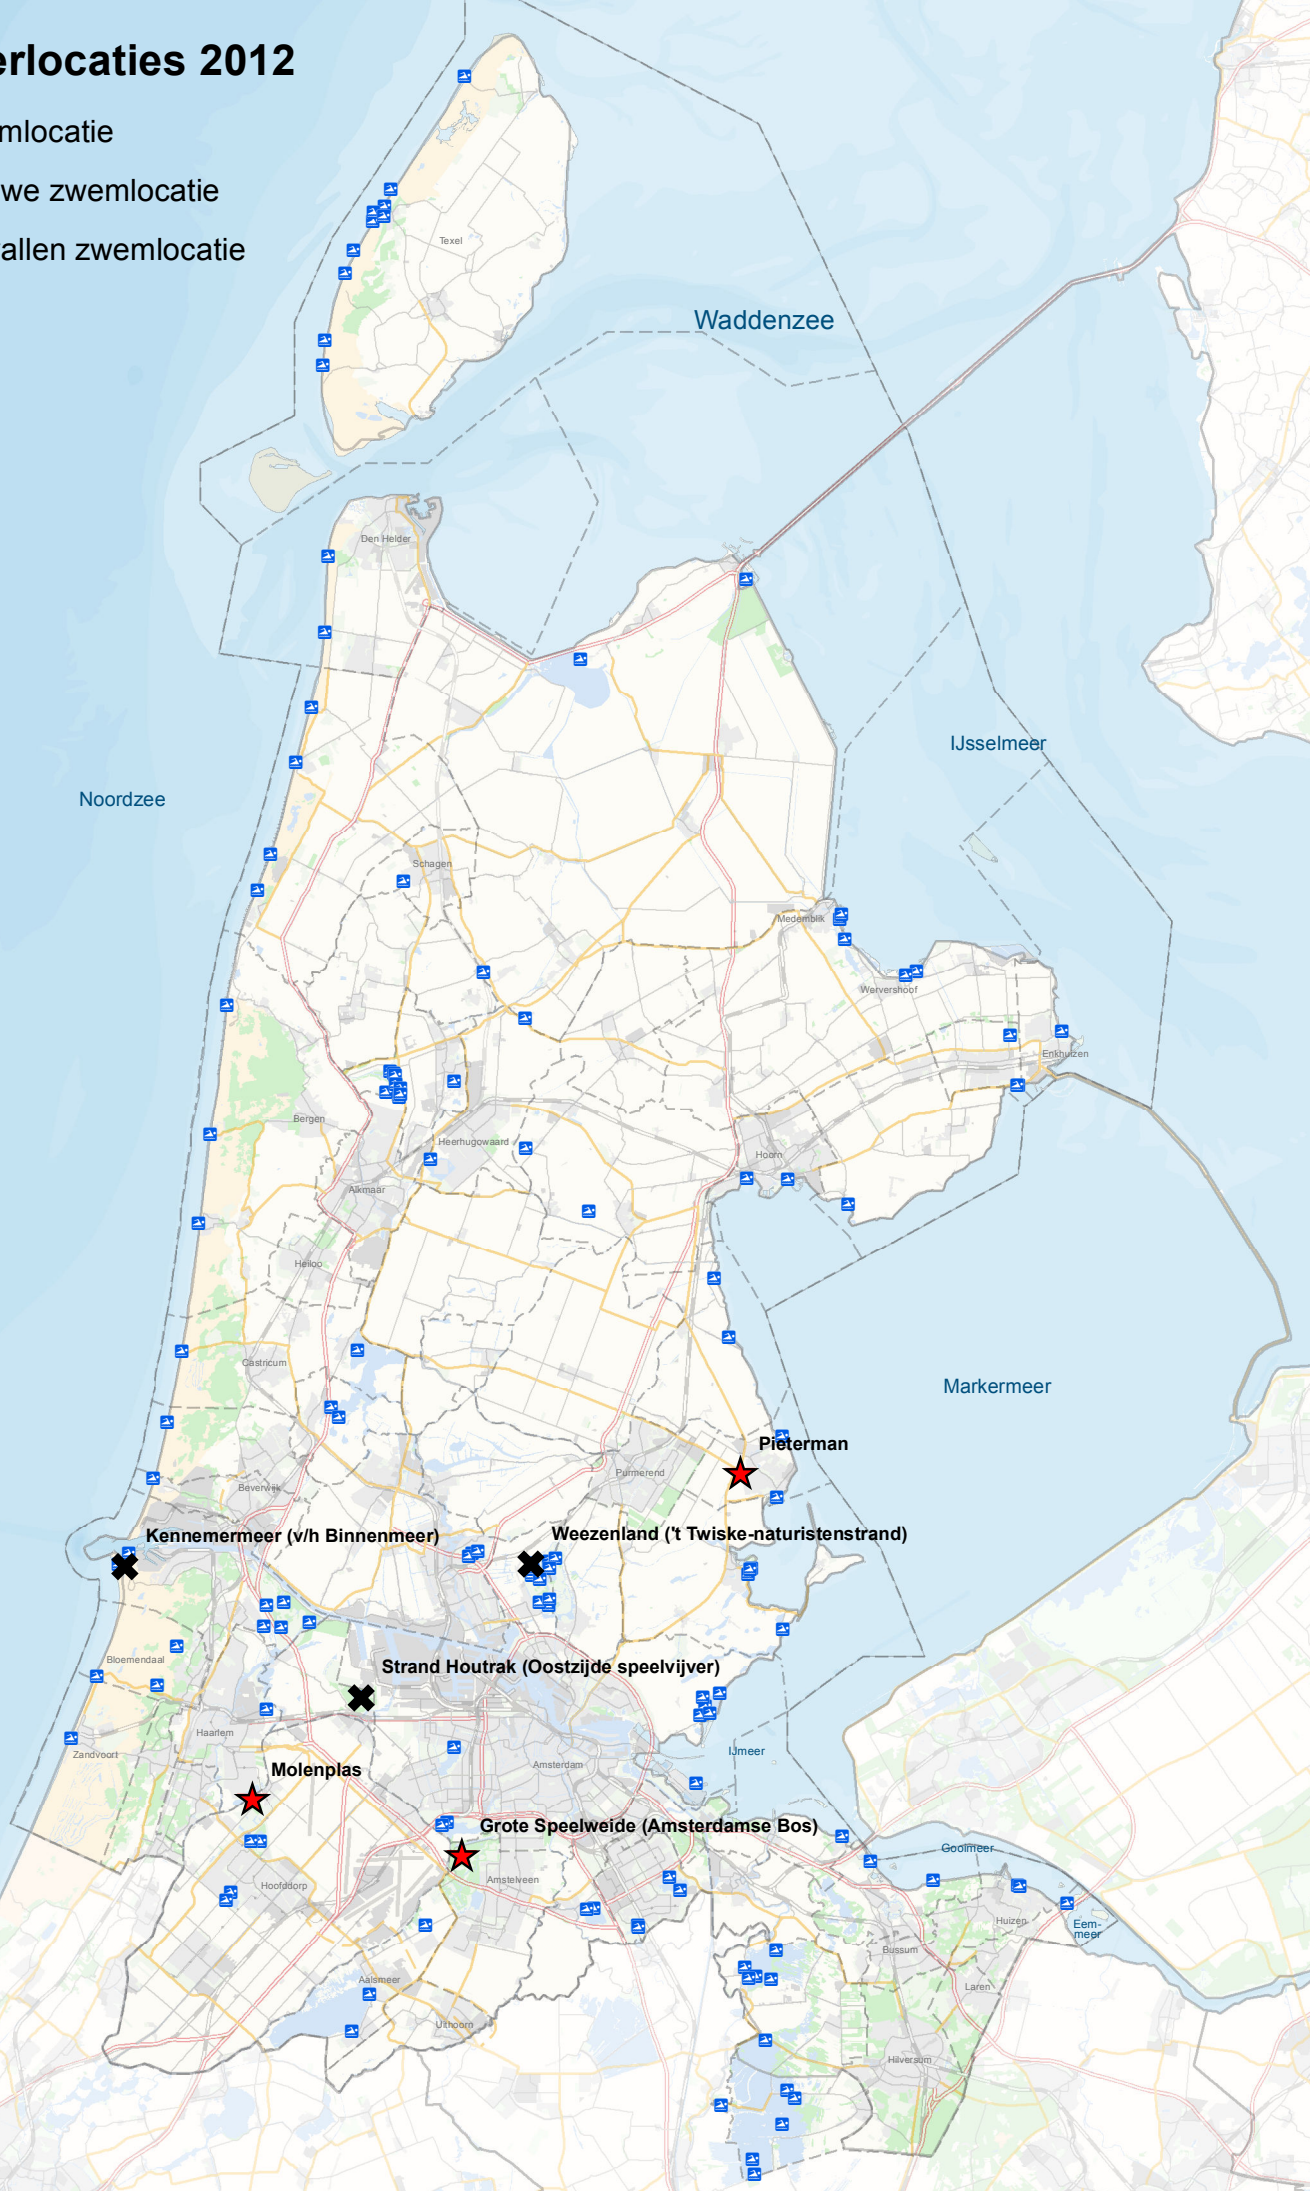 erlocaties 2012
mlocatie
we zwemlocatie
allen zwemlocatie
Texel
Waddenzee
Den Helder
IJsselmeer
Noordzee
Schagen
Medemblik
Wervershoof
Enkhuizen
Bergen
Heerhugowaard
Hoorn
Alkmaar
Heiloo
Castricum
Markermeer
Pieterman
Purmerend
Beverwijk
Kennemermeer (v/h Binnenmeer)
Weezenland ('t Twiske-naturistenstrand)
Bloemendaal
Strand Houtrak (Oostzijde speelvijver)
Haarlem
Zandvoort
IJmeer
Amsterdam
Molenplas
Grote Speelweide (Amsterdamse Bos)
Gooimeer
Amstelveen
Hoofddorp
Huizen
Eem-
meer
Bussum
Aalsmeer
Laren
Uithoorn
Hilversum